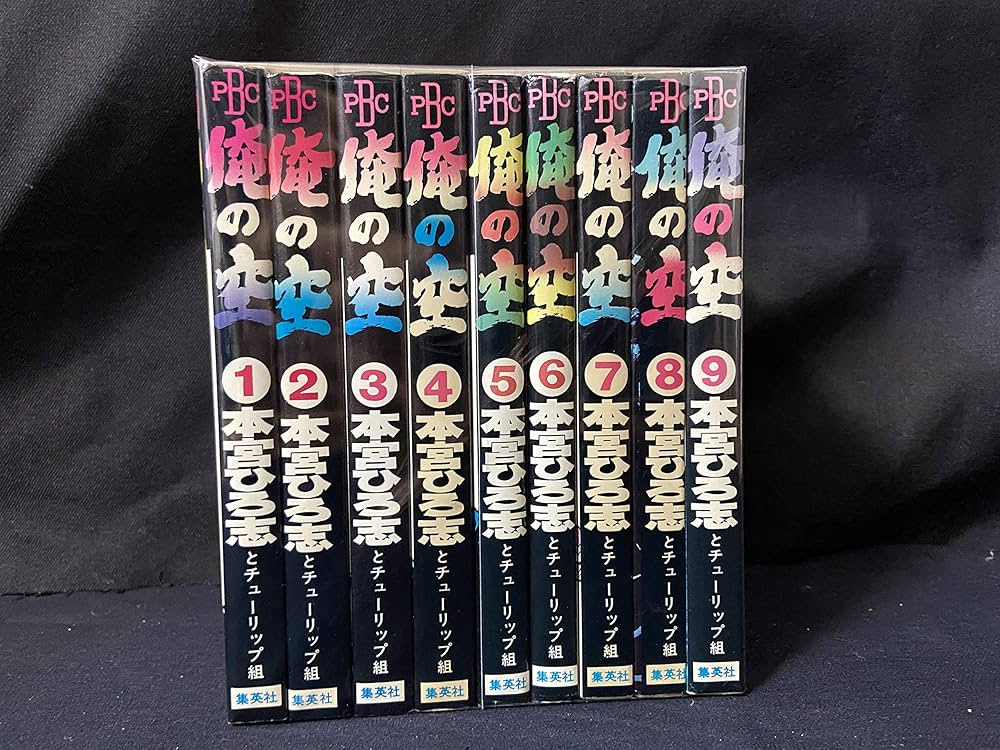 PBC
俺の空
1
本宮ひろ志
とチューリップ組
集英社
PBC
俺の空
2
本宮ひろ志
とチューリップ組
集英社
PBC
俺の空
3
本宮ひろ志
とチューリップ組
集英社
PBC
俺の空
4
本宮ひろ志
とチューリップ組
集英社
PBC
俺の空
5
本宮ひろ志
とチューリップ組
集英社
PBC
俺の空
6
本宮ひろ志
とチューリップ組
集英社
PBC
俺の空
7
本宮ひろ志
とチューリップ組
集英社
PBC
俺の空
8
本宮ひろ志
とチューリップ組
集英社
PBC
俺の空
9
本宮ひろ志
とチューリップ組
集英社